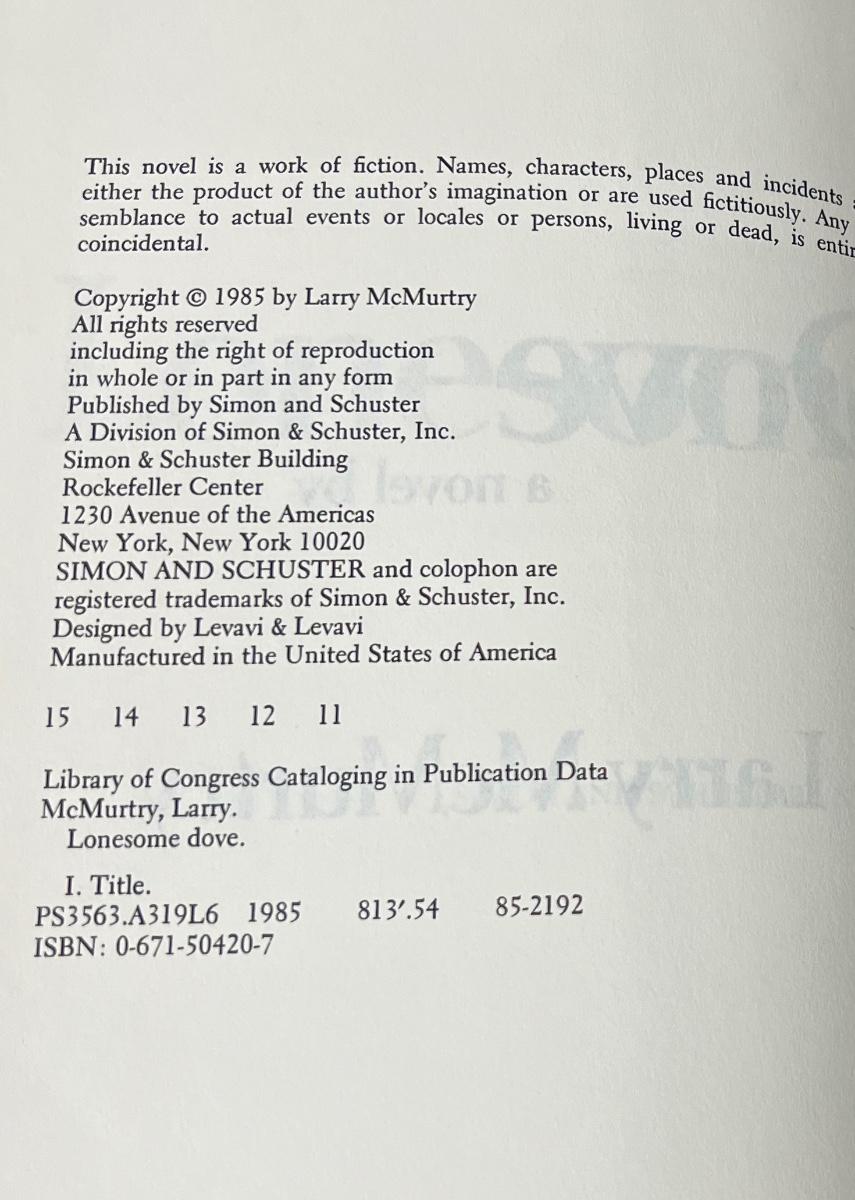 This novel is a work of fiction. Names, characters, places and incidents
either the product of the author's imagination or are used fictitiously. Any
semblance to actual events or locales or persons, living or dead, is
coincidental.
Copyright © 1985 by Larry McMurtry
All rights reserved
including the right of reproduction
in whole or in part in any form
Published by Simon and Schuster
A Division of Simon & Schuster, Inc.
Simon & Schuster Building
Rockefeller Center
1230 Avenue of the Americas
New York, New York 10020
SIMON AND SCHUSTER and colophon are
registered trademarks of Simon & Schuster, Inc.
Designed by Levavi & Levavi
Manufactured in the United States of America
15 14 13 12 11
Library of Congress Cataloging in Publication Data
McMurtry, Larry.
Lonesome dove.
I. Title.
PS3563.A319L6 1985 813′.54 85-2192
ISBN: 0-671-50420-7